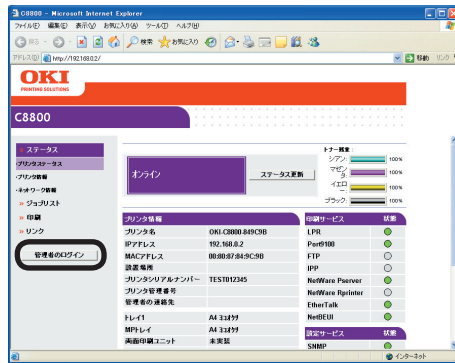 C8800 - Microsoft Internet Explorer
ファイル(F) 編集(E) 表示(V) お気に入り(A) ツール(T) ヘルプ(H)
戻る 検索 お気に入り
アドレス(D) http://192.168.0.2/ 移動 リンク
OKI
PRINTING SOLUTIONS
C8800
ステータス
プリンタステータス
プリンタ情報
ネットワーク情報
ジョブリスト
印刷
リンク
管理者のログイン
オンライン
ステータス更新
トナー残量:
シアン: 100%
マゼンタ: 100%
イエロー: 100%
ブラック: 100%
プリンタ情報
プリンタ名 OKI-C8800-849C9B
IPアドレス 192.168.0.2
MACアドレス 00:80:87:84:9C:9B
設置場所
プリンタシリアルナンバー TEST012345
プリンタ管理番号
管理者の連絡先
トレイ1 A4 ヨコオクリ
MPトレイ A4 ヨコオクリ
両面印刷ユニット 未実装
印刷サービス 状態
LPR
Port9100
FTP
IPP
NetWare Pserver
NetWare Rprinter
EtherTalk
NetBEUI
設定サービス 状態
SNMP
インターネット